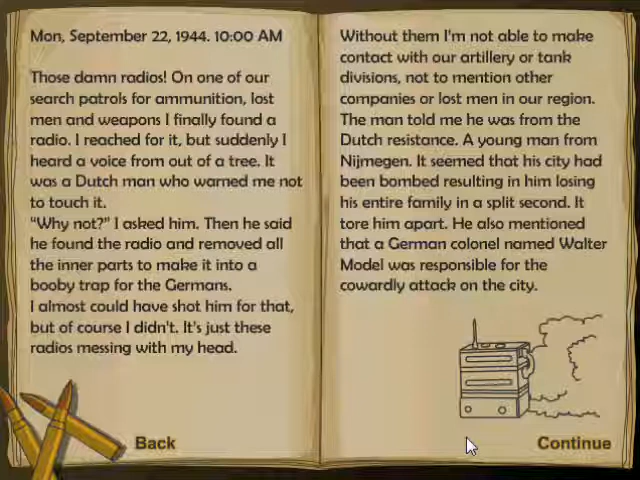 Mon, September 22, 1944. 10:00 AM
Those damn radios! On one of our
search patrols for ammunition, lost
men and weapons I finally found a
radio. I reached for it, but suddenly I
heard a voice from out of a tree. It
was a Dutch man who warned me not
to touch it.
“Why not?” I asked him. Then he said
he found the radio and removed all
the inner parts to make it into a
booby trap for the Germans.
I almost could have shot him for that,
but of course I didn't. It's just these
radios messing with my head.
Without them I'm not able to make
contact with our artillery or tank
divisions, not to mention other
companies or lost men in our region.
The man told me he was from the
Dutch resistance. A young man from
Nijmegen. It seemed that his city had
been bombed resulting in him losing
his entire family in a split second. It
tore him apart. He also mentioned
that a German colonel named Walter
Model was responsible for the
cowardly attack on the city.
Back
Continue